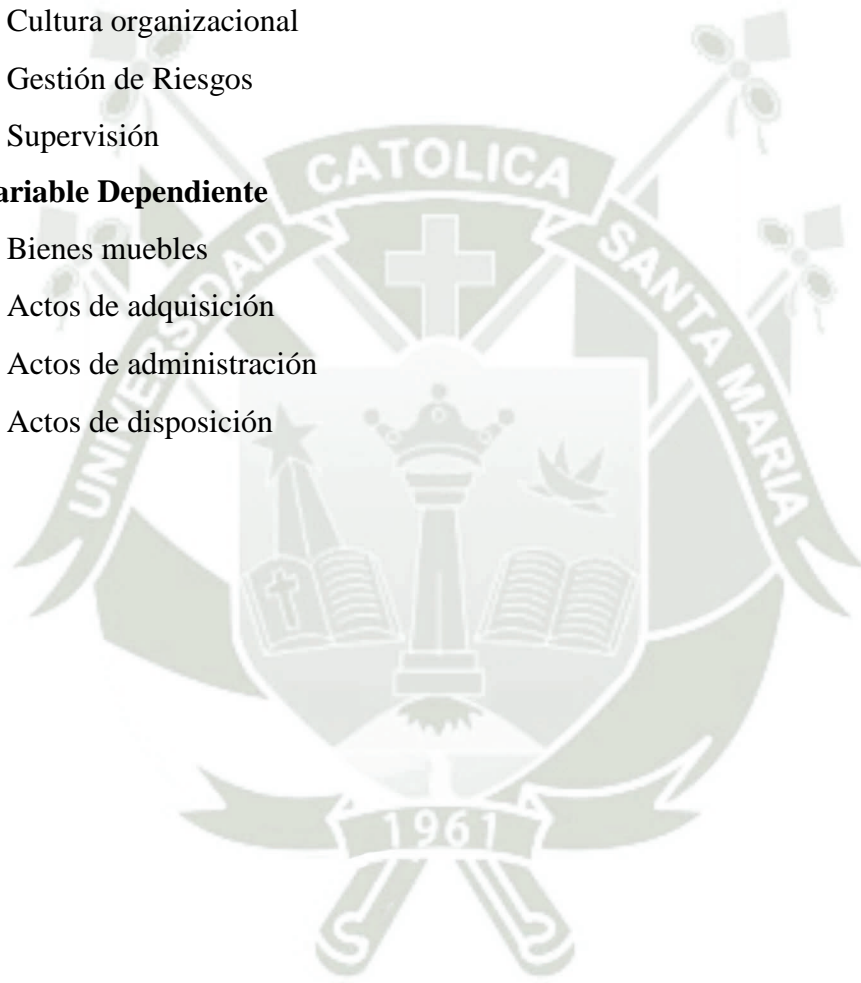 Cultura organizacional
Gestión de Riesgos
Supervisión
ariable Dependiente
Bienes muebles
Actos de adquisición
Actos de administración
Actos de disposición
UNIVERSIDAD CATOLICA SANTA MARIA
1961